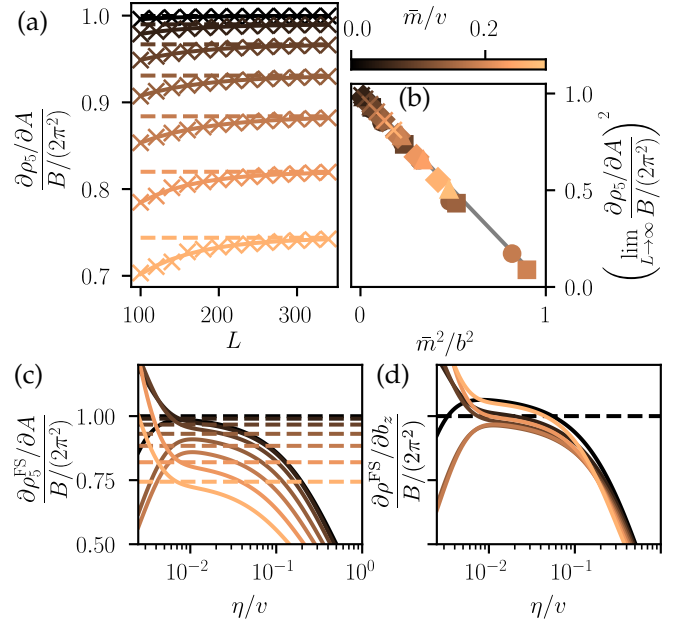 (a)
m̄/v
0.0 0.2
1.0
0.9
0.8
0.7
∂ρ₅/∂A
B/(2π²)
100 200 300
L
(b)
1.0
0.5
0.0
( lim L→∞ ∂ρ₅/∂A B/(2π²) )²
0 1
m̄²/b²
(c)
1.00
0.75
0.50
∂ρ₅^FS/∂A
B/(2π²)
10⁻² 10⁻¹ 10⁰
η/v
(d)
∂ρ^FS/∂b_z
B/(2π²)
10⁻² 10⁻¹
η/v